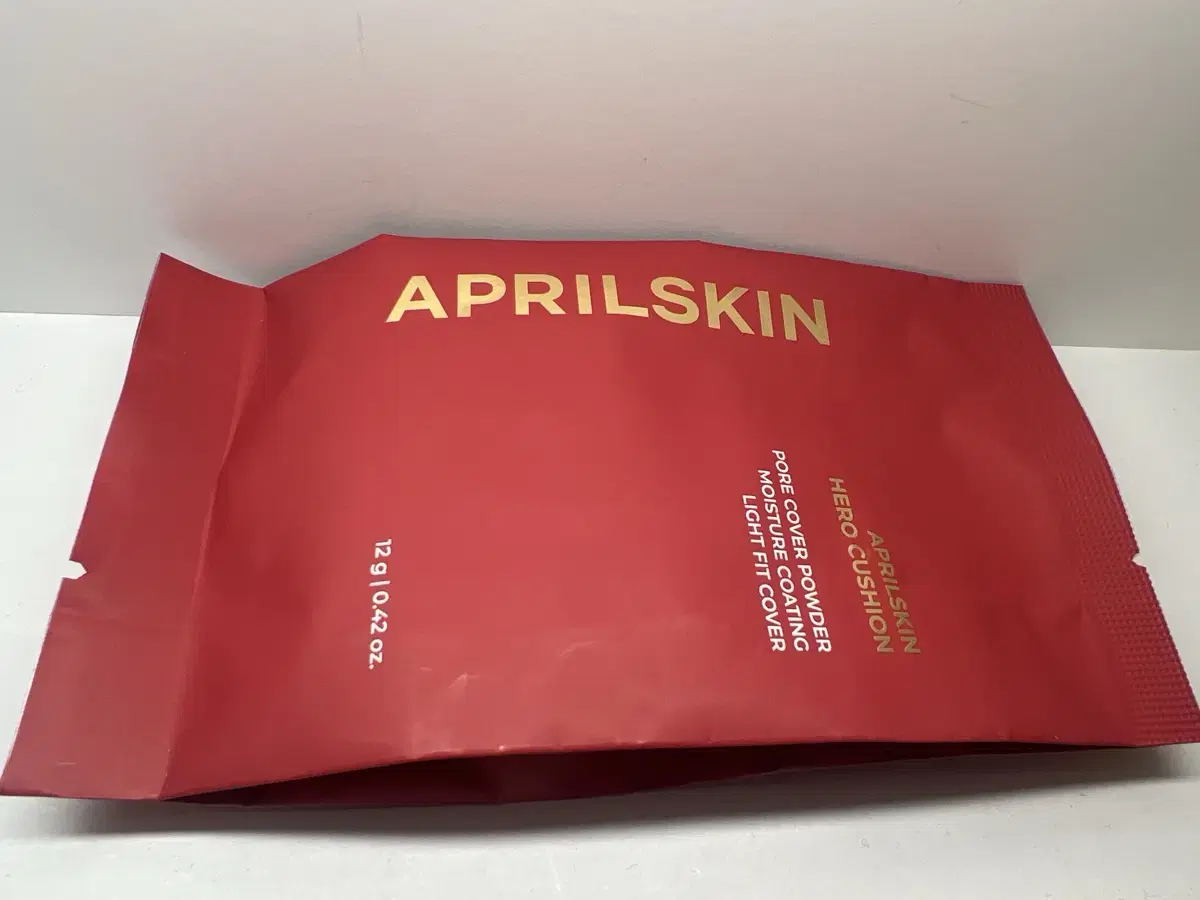 APRILSKIN
APRILSKIN
HERO CUSHION
PORE COVER POWDER
MOISTURE COATING
LIGHT FIT COVER
12 g | 0.42 oz.